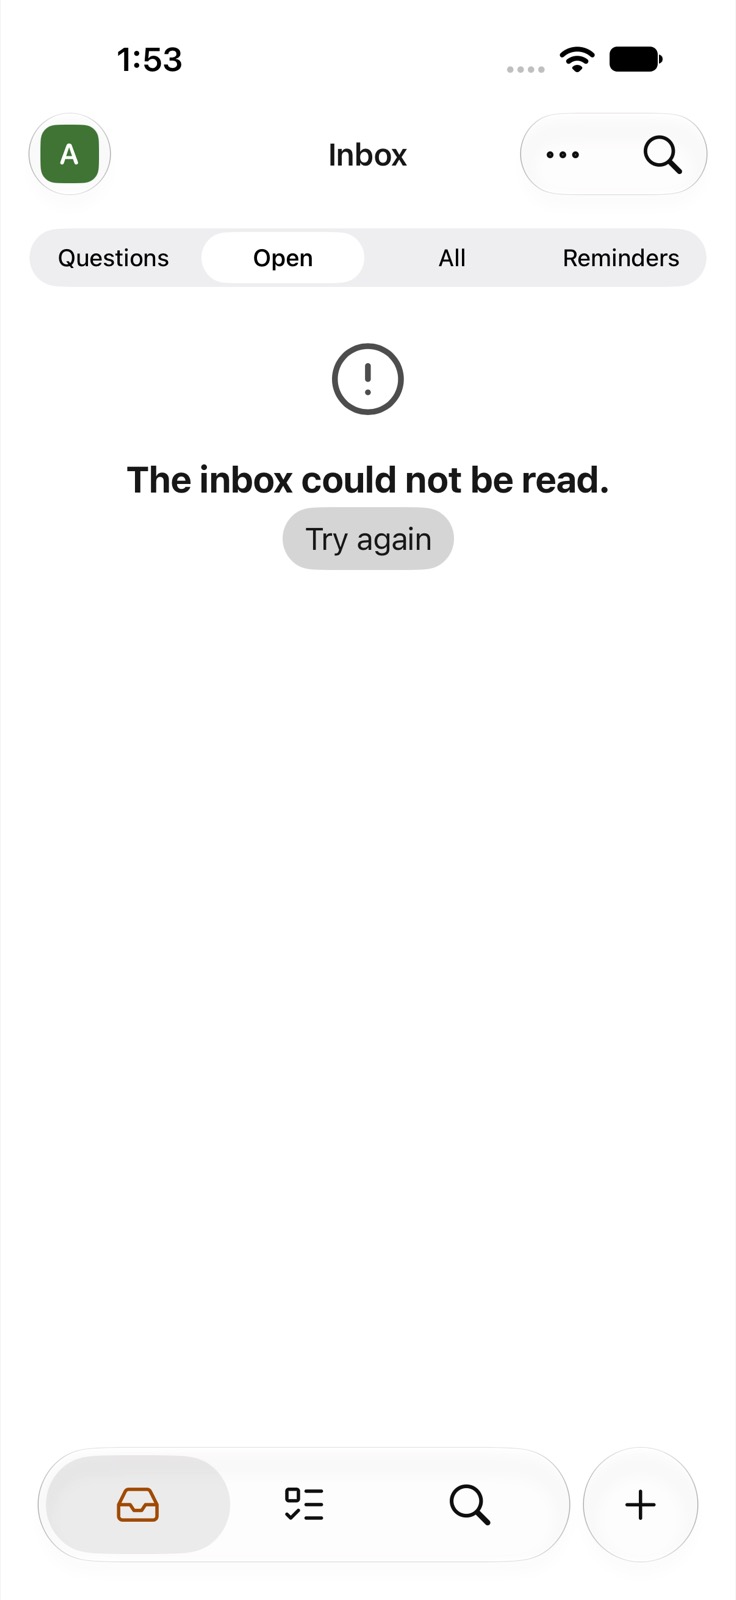 1:53
A
Inbox
Questions
Open
All
Reminders
The inbox could not be read.
Try again